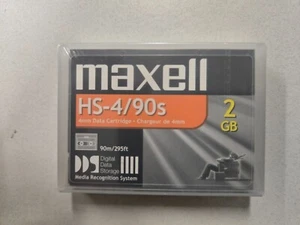 maxell
HS-4/90s
4mm Data Cartridge - Chargeur de 4mm
2
GB
90m/295ft
DDS
Digital
Data
Storage
Media Recognition System